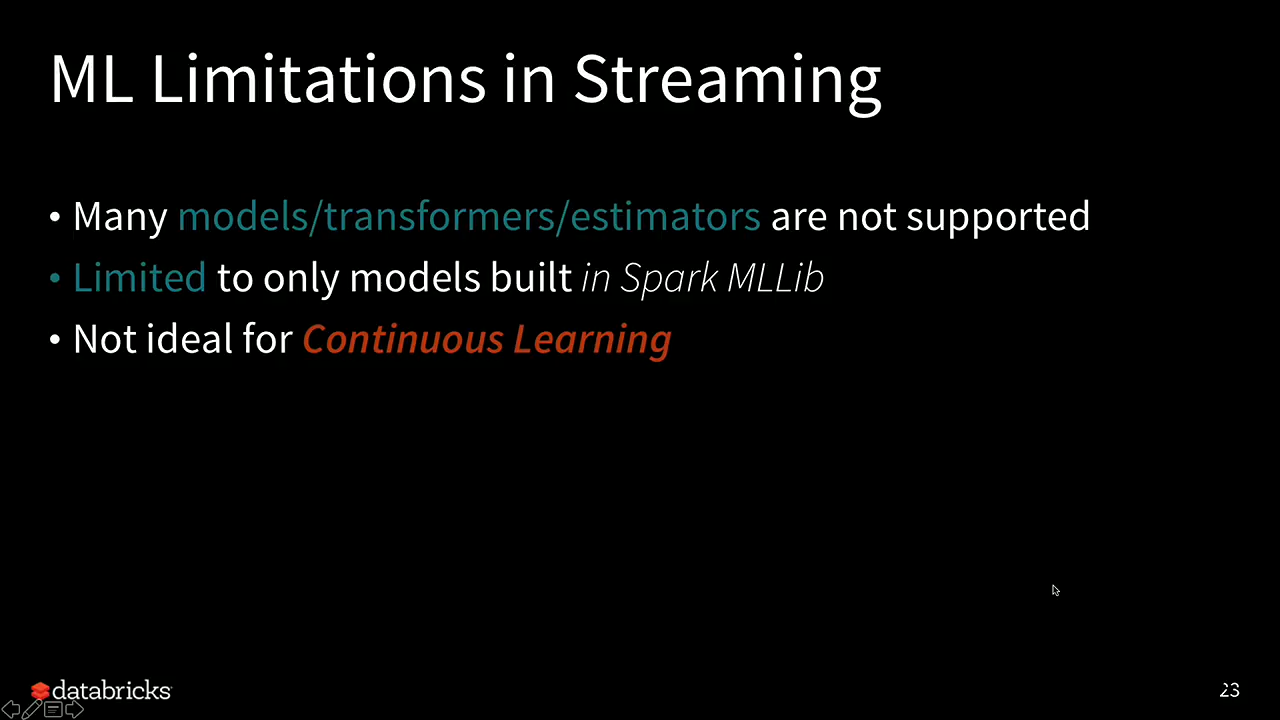 ML Limitations in Streaming
• Many models/transformers/estimators are not supported
• Limited to only models built in Spark MLLib
• Not ideal for Continuous Learning
databricks
23